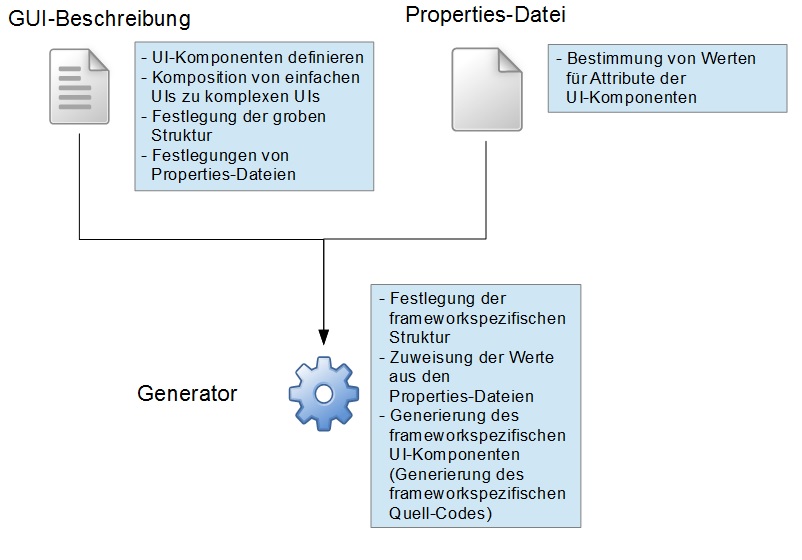 GUI-Beschreibung
- UI-Komponenten definieren
- Komposition von einfachen
UIs zu komplexen UIs
- Festlegung der groben
Struktur
- Festlegungen von
Properties-Dateien
Properties-Datei
- Bestimmung von Werten
für Attribute der
UI-Komponenten
Generator
- Festlegung der
frameworkspezifischen
Struktur
- Zuweisung der Werte
aus den
Properties-Dateien
- Generierung des
frameworkspezifischen
UI-Komponenten
(Generierung des
frameworkspezifischen
Quell-Codes)